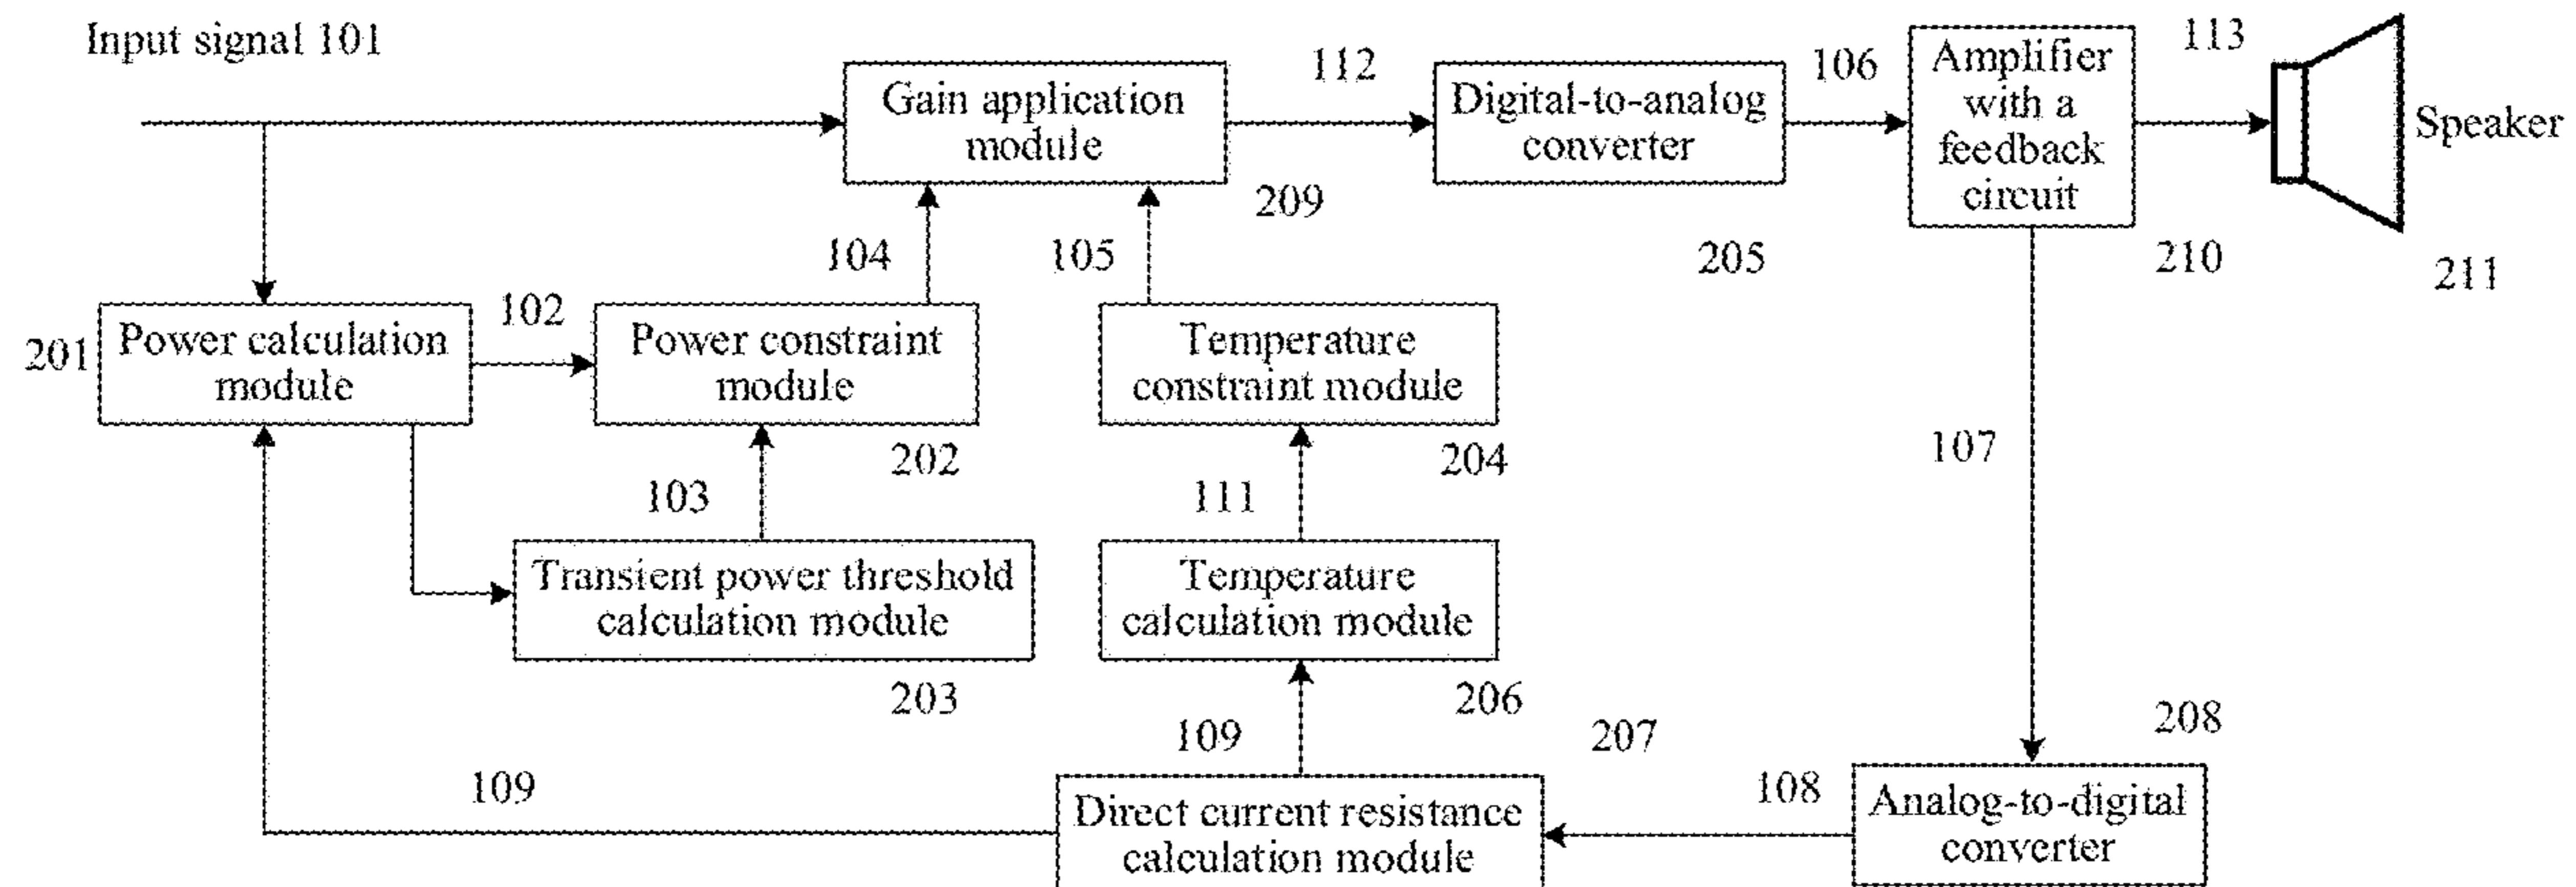 Input signal 101
Gain application
module
209
112
Digital-to-analog
converter
205
106
Amplifier
with a
feedback
circuit
210
113
Speaker
211
104
105
201
Power calculation
module
102
Power constraint
module
202
Temperature
constraint module
204
107
103
111
Transient power threshold
calculation module
203
Temperature
calculation module
206
109
109
207
Direct current resistance
calculation module
108
208
Analog-to-digital
converter